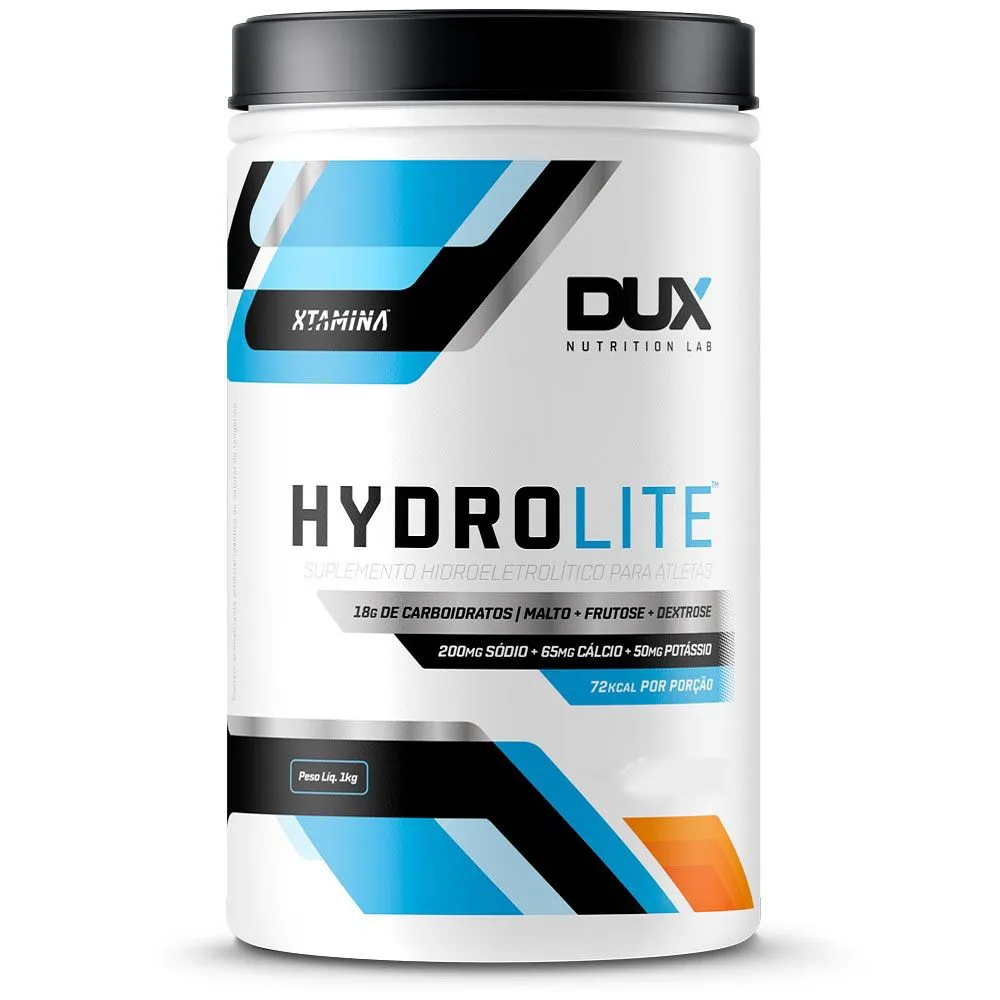 XTAMINA™
DUX
NUTRITION LAB
HYDROLITE™
SUPLEMENTO HIDROELETROLÍTICO PARA ATLETAS
18G DE CARBOIDRATOS | MALTO + FRUTOSE + DEXTROSE
200MG SÓDIO + 65MG CÁLCIO + 50MG POTÁSSIO
72KCAL POR PORÇÃO
Peso Líq. 1kg